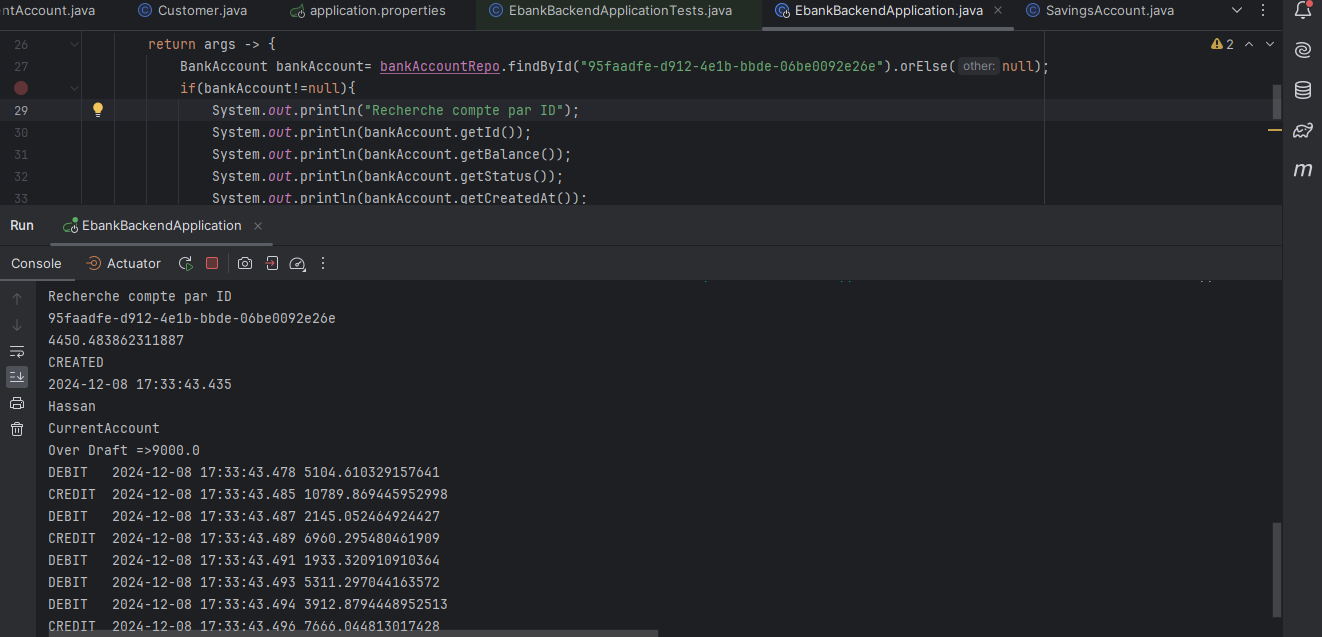 ntAccount.java Customer.java application.properties EbankBackendApplicationTests.java EbankBackendApplication.java SavingsAccount.java
26 return args -> { 2
27 BankAccount bankAccount= bankAccountRepo.findById("95faadfe-d912-4e1b-bbde-06be0092e26e").orElse( other: null);
if(bankAccount!=null){
29 System.out.println("Recherche compte par ID");
30 System.out.println(bankAccount.getId());
31 System.out.println(bankAccount.getBalance());
32 System.out.println(bankAccount.getStatus());
33 System.out.println(bankAccount.getCreatedAt());
Run EbankBackendApplication
Console Actuator
Recherche compte par ID
95faadfe-d912-4e1b-bbde-06be0092e26e
4450.483862311887
CREATED
2024-12-08 17:33:43.435
Hassan
CurrentAccount
Over Draft =>9000.0
DEBIT 2024-12-08 17:33:43.478 5104.610329157641
CREDIT 2024-12-08 17:33:43.485 10789.869445952998
DEBIT 2024-12-08 17:33:43.487 2145.052464924427
CREDIT 2024-12-08 17:33:43.489 6960.295480461909
DEBIT 2024-12-08 17:33:43.491 1933.320910910364
DEBIT 2024-12-08 17:33:43.493 5311.297044163572
DEBIT 2024-12-08 17:33:43.494 3912.8794448952513
CREDIT 2024-12-08 17:33:43.496 7666.044813017428